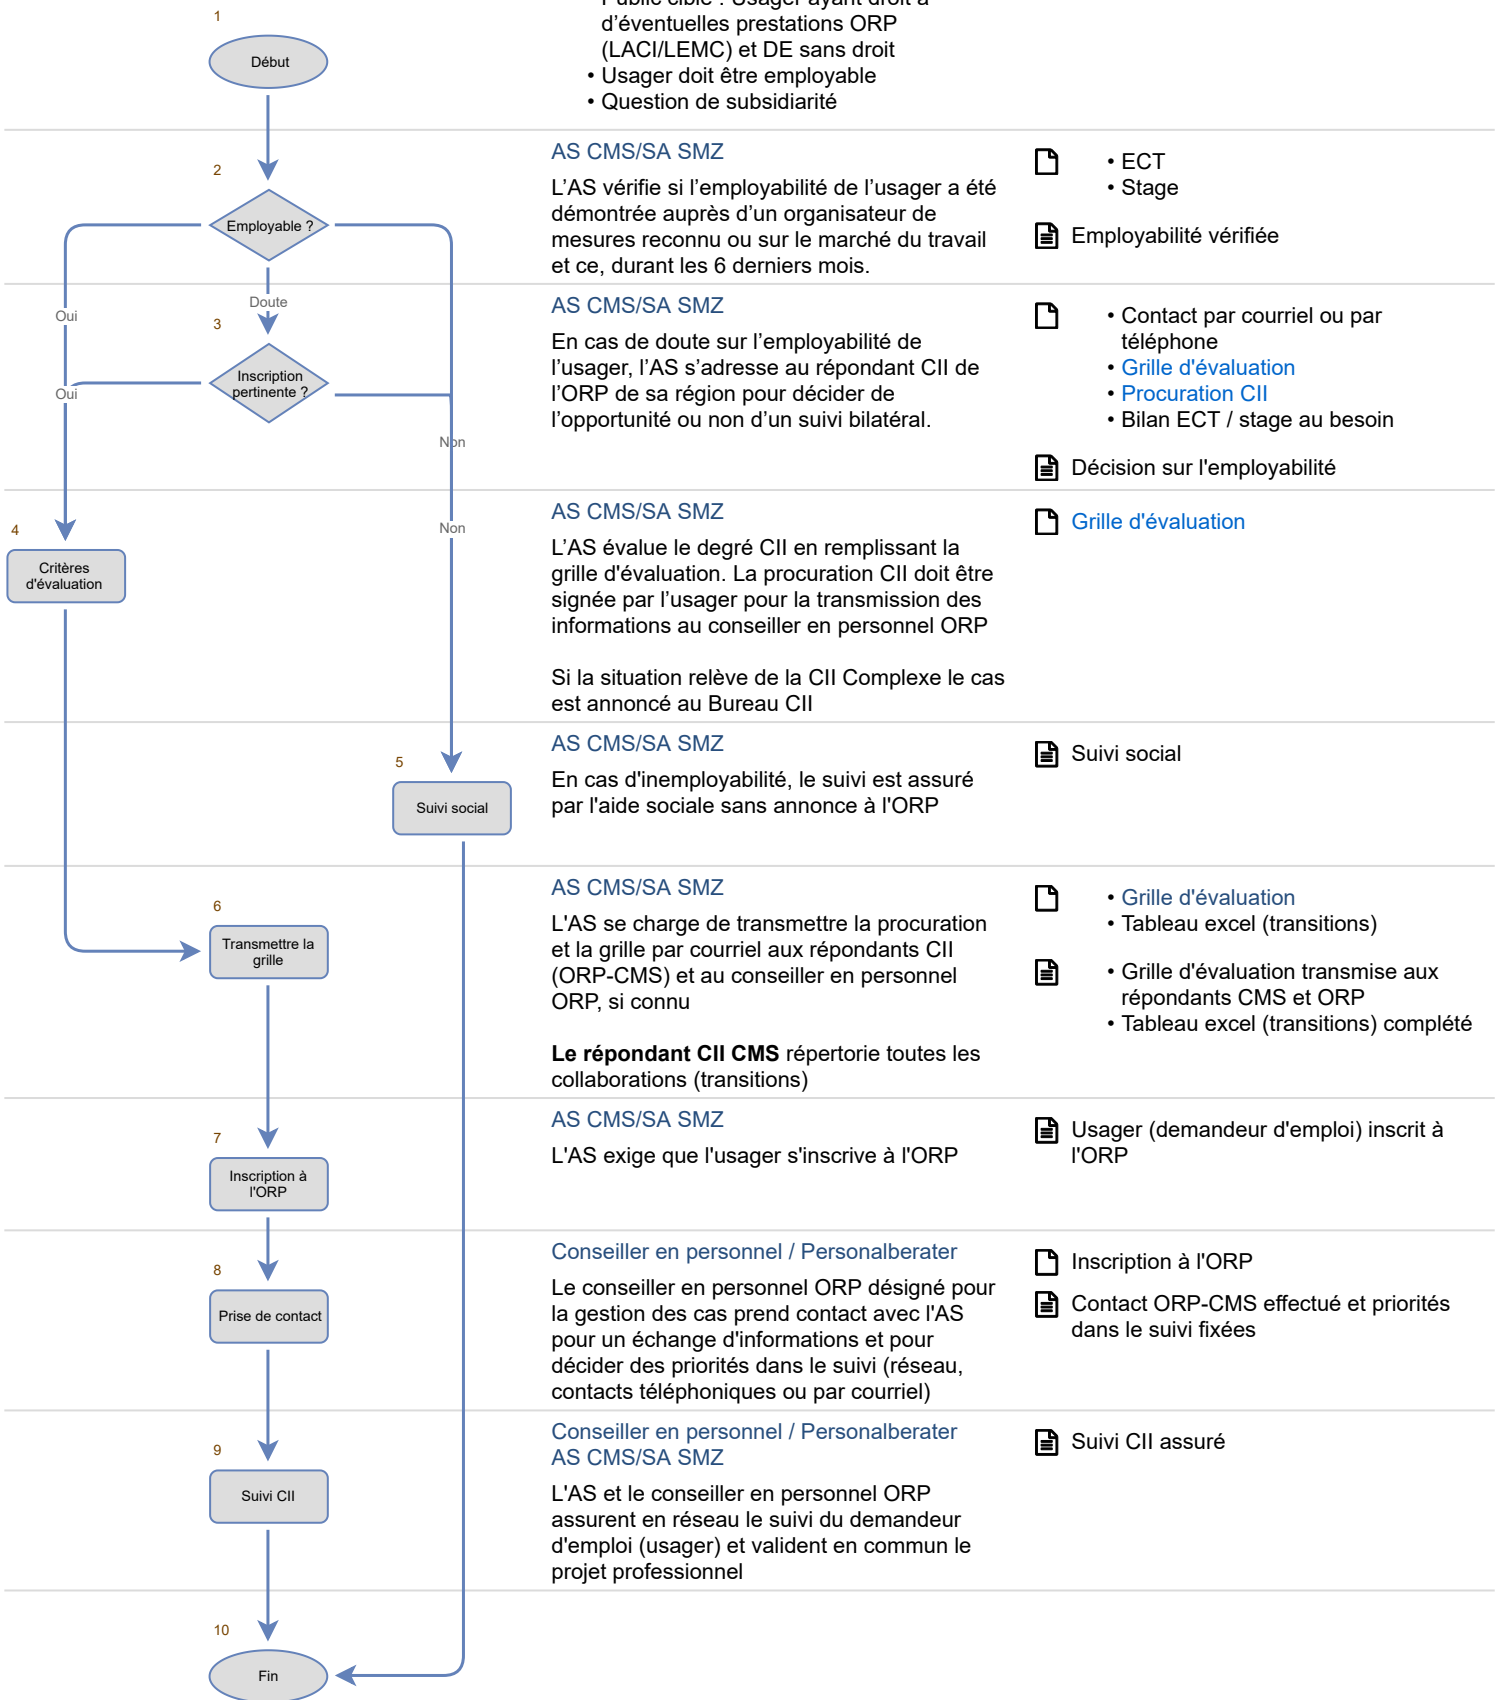 Public cible : Usager ayant droit à
1
d’éventuelles prestations ORP
(LACI/LEMC) et DE sans droit
Début
• Usager doit être employable
• Question de subsidiarité
2
Employable ?
AS CMS/SA SMZ
L’AS vérifie si l’employabilité de l’usager a été
démontrée auprès d’un organisateur de
mesures reconnu ou sur le marché du travail
et ce, durant les 6 derniers mois.
• ECT
• Stage
Employabilité vérifiée
Doute
Oui
3
Inscription
pertinente ?
Oui
Non
AS CMS/SA SMZ
En cas de doute sur l’employabilité de
l’usager, l’AS s’adresse au répondant CII de
l’ORP de sa région pour décider de
l’opportunité ou non d’un suivi bilatéral.
• Contact par courriel ou par
téléphone
• Grille d'évaluation
• Procuration CII
• Bilan ECT / stage au besoin
Décision sur l'employabilité
4
Critères
d'évaluation
Non
AS CMS/SA SMZ
L’AS évalue le degré CII en remplissant la
grille d'évaluation. La procuration CII doit être
signée par l’usager pour la transmission des
informations au conseiller en personnel ORP
Si la situation relève de la CII Complexe le cas
est annoncé au Bureau CII
Grille d'évaluation
5
Suivi social
AS CMS/SA SMZ
En cas d'inemployabilité, le suivi est assuré
par l'aide sociale sans annonce à l'ORP
Suivi social
6
Transmettre la
grille
AS CMS/SA SMZ
L'AS se charge de transmettre la procuration
et la grille par courriel aux répondants CII
(ORP-CMS) et au conseiller en personnel
ORP, si connu
Le répondant CII CMS répertorie toutes les
collaborations (transitions)
• Grille d'évaluation
• Tableau excel (transitions)
• Grille d'évaluation transmise aux
répondants CMS et ORP
• Tableau excel (transitions) complété
7
Inscription à
l'ORP
AS CMS/SA SMZ
L'AS exige que l'usager s'inscrive à l'ORP
Usager (demandeur d'emploi) inscrit à
l'ORP
8
Prise de contact
Conseiller en personnel / Personalberater
Le conseiller en personnel ORP désigné pour
la gestion des cas prend contact avec l'AS
pour un échange d'informations et pour
décider des priorités dans le suivi (réseau,
contacts téléphoniques ou par courriel)
Inscription à l'ORP
Contact ORP-CMS effectué et priorités
dans le suivi fixées
9
Suivi CII
Conseiller en personnel / Personalberater
AS CMS/SA SMZ
L'AS et le conseiller en personnel ORP
assurent en réseau le suivi du demandeur
d'emploi (usager) et valident en commun le
projet professionnel
Suivi CII assuré
10
Fin